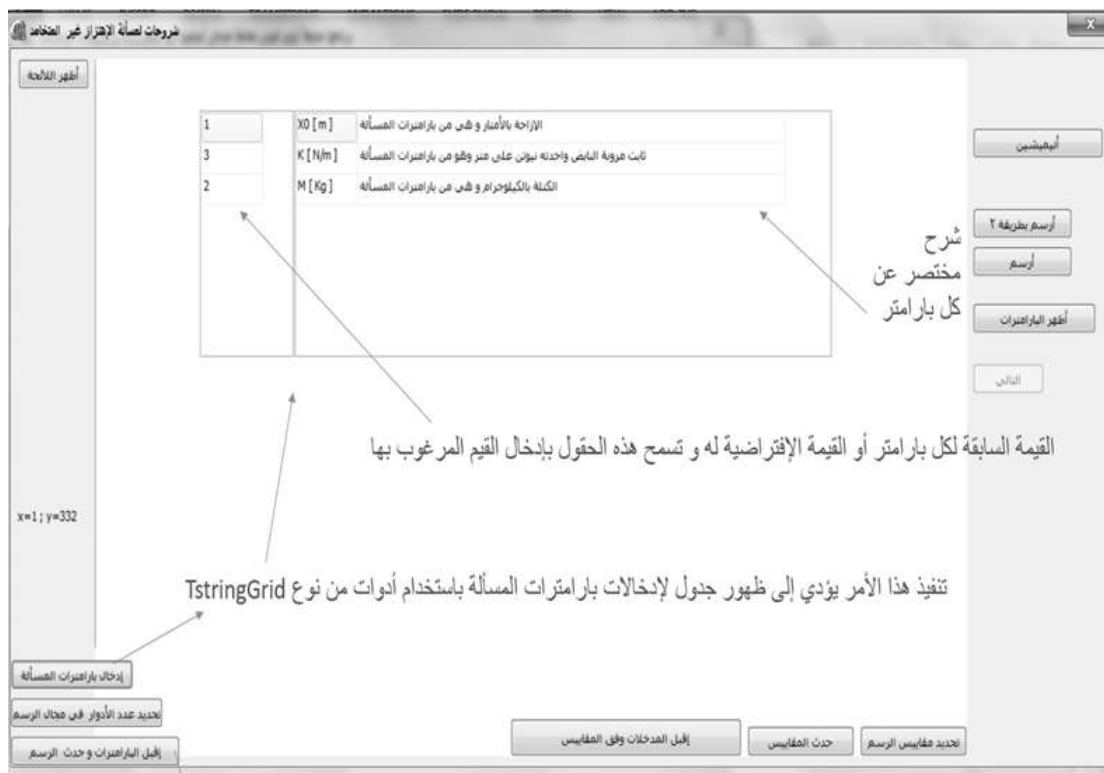 شروحات لمسألة الإهتزاز غير المتخامد
أظهر اللائحة
1 X0 [ m ] الإزاحة بالأمتار و هي من بارامترات المسألة
3 K [ N/m ] ثابت مرونة النابض واحدته نيوتن على متر وهو من بارامترات المسألة
2 M [ Kg ] الكتلة بالكيلوجرام و هي من بارامترات المسألة
أنيميشين
أرسم بطريقة ٢
أرسم
أظهر البارامترات
التالي
شرح
مختصر عن
كل بارامتر
القيمة السابقة لكل بارامتر أو القيمة الإفتراضية له و تسمح هذه الحقول بإدخال القيم المرغوب بها
x=1 ; y=332
تنفيذ هذا الأمر يؤدي إلى ظهور جدول لإدخالات بارامترات المسألة باستخدام أدوات من نوع TstringGrid
إدخال بارامترات المسألة
تحديد عدد الأدوار في مجال الرسم
إقبل البارامترات و حدث الرسم
إقبل المدخلات وفق المقاييس
حدث المقاييس
تحديد مقاييس الرسم